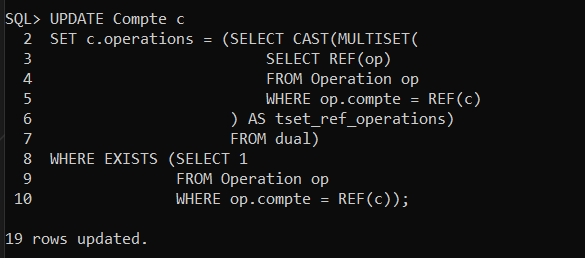 SQL> UPDATE Compte c
  2  SET c.operations = (SELECT CAST(MULTISET(
  3                        SELECT REF(op)
  4                        FROM Operation op
  5                        WHERE op.compte = REF(c)
  6                    ) AS tset_ref_operations)
  7                    FROM dual)
  8  WHERE EXISTS (SELECT 1
  9                FROM Operation op
 10                WHERE op.compte = REF(c));
19 rows updated.